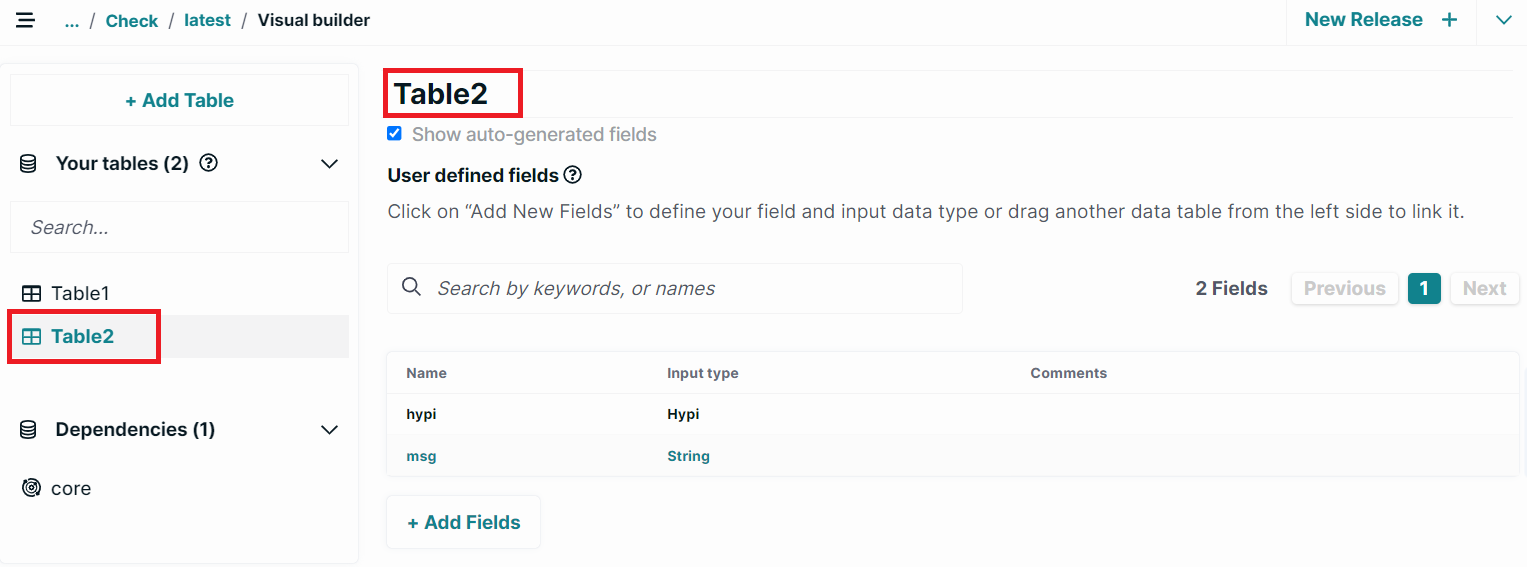 ... / Check / latest / Visual builder
New Release +
+ Add Table
Your tables (2) ?
Search...
Table1
Table2
Dependencies (1)
core
Table2
Show auto-generated fields
User defined fields ?
Click on “Add New Fields” to define your field and input data type or drag another data table from the left side to link it.
Search by keywords, or names
2 Fields Previous 1 Next
Name Input type Comments
hypi Hypi
msg String
+ Add Fields